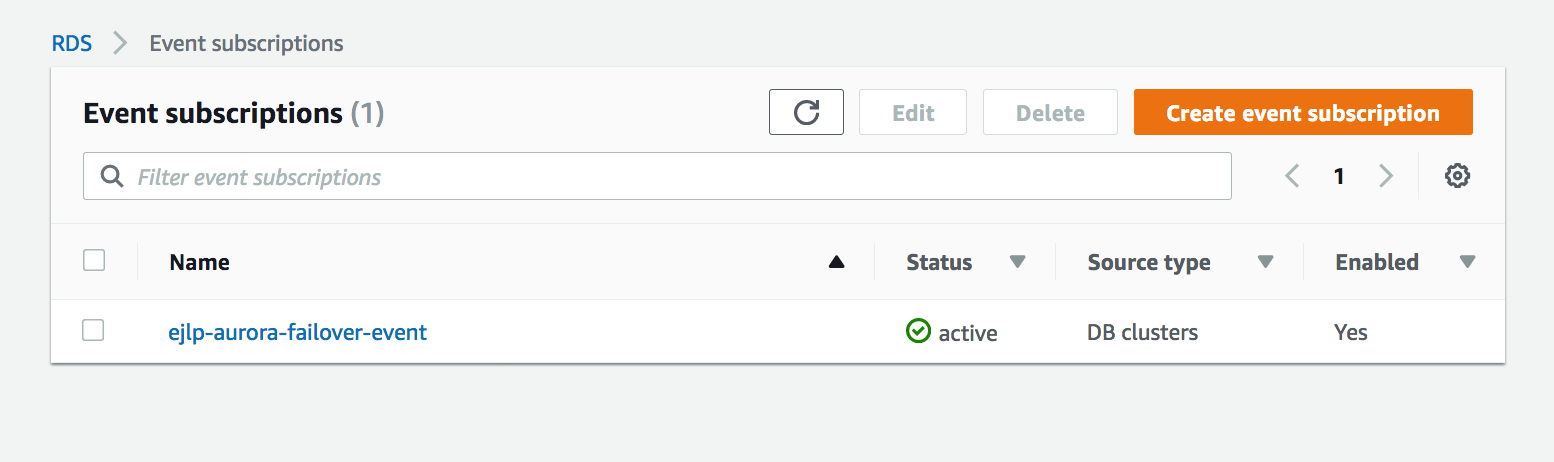 RDS > Event subscriptions
Event subscriptions (1) Edit Delete Create event subscription
Filter event subscriptions 1
Name Status Source type Enabled
ejlp-aurora-failover-event active DB clusters Yes